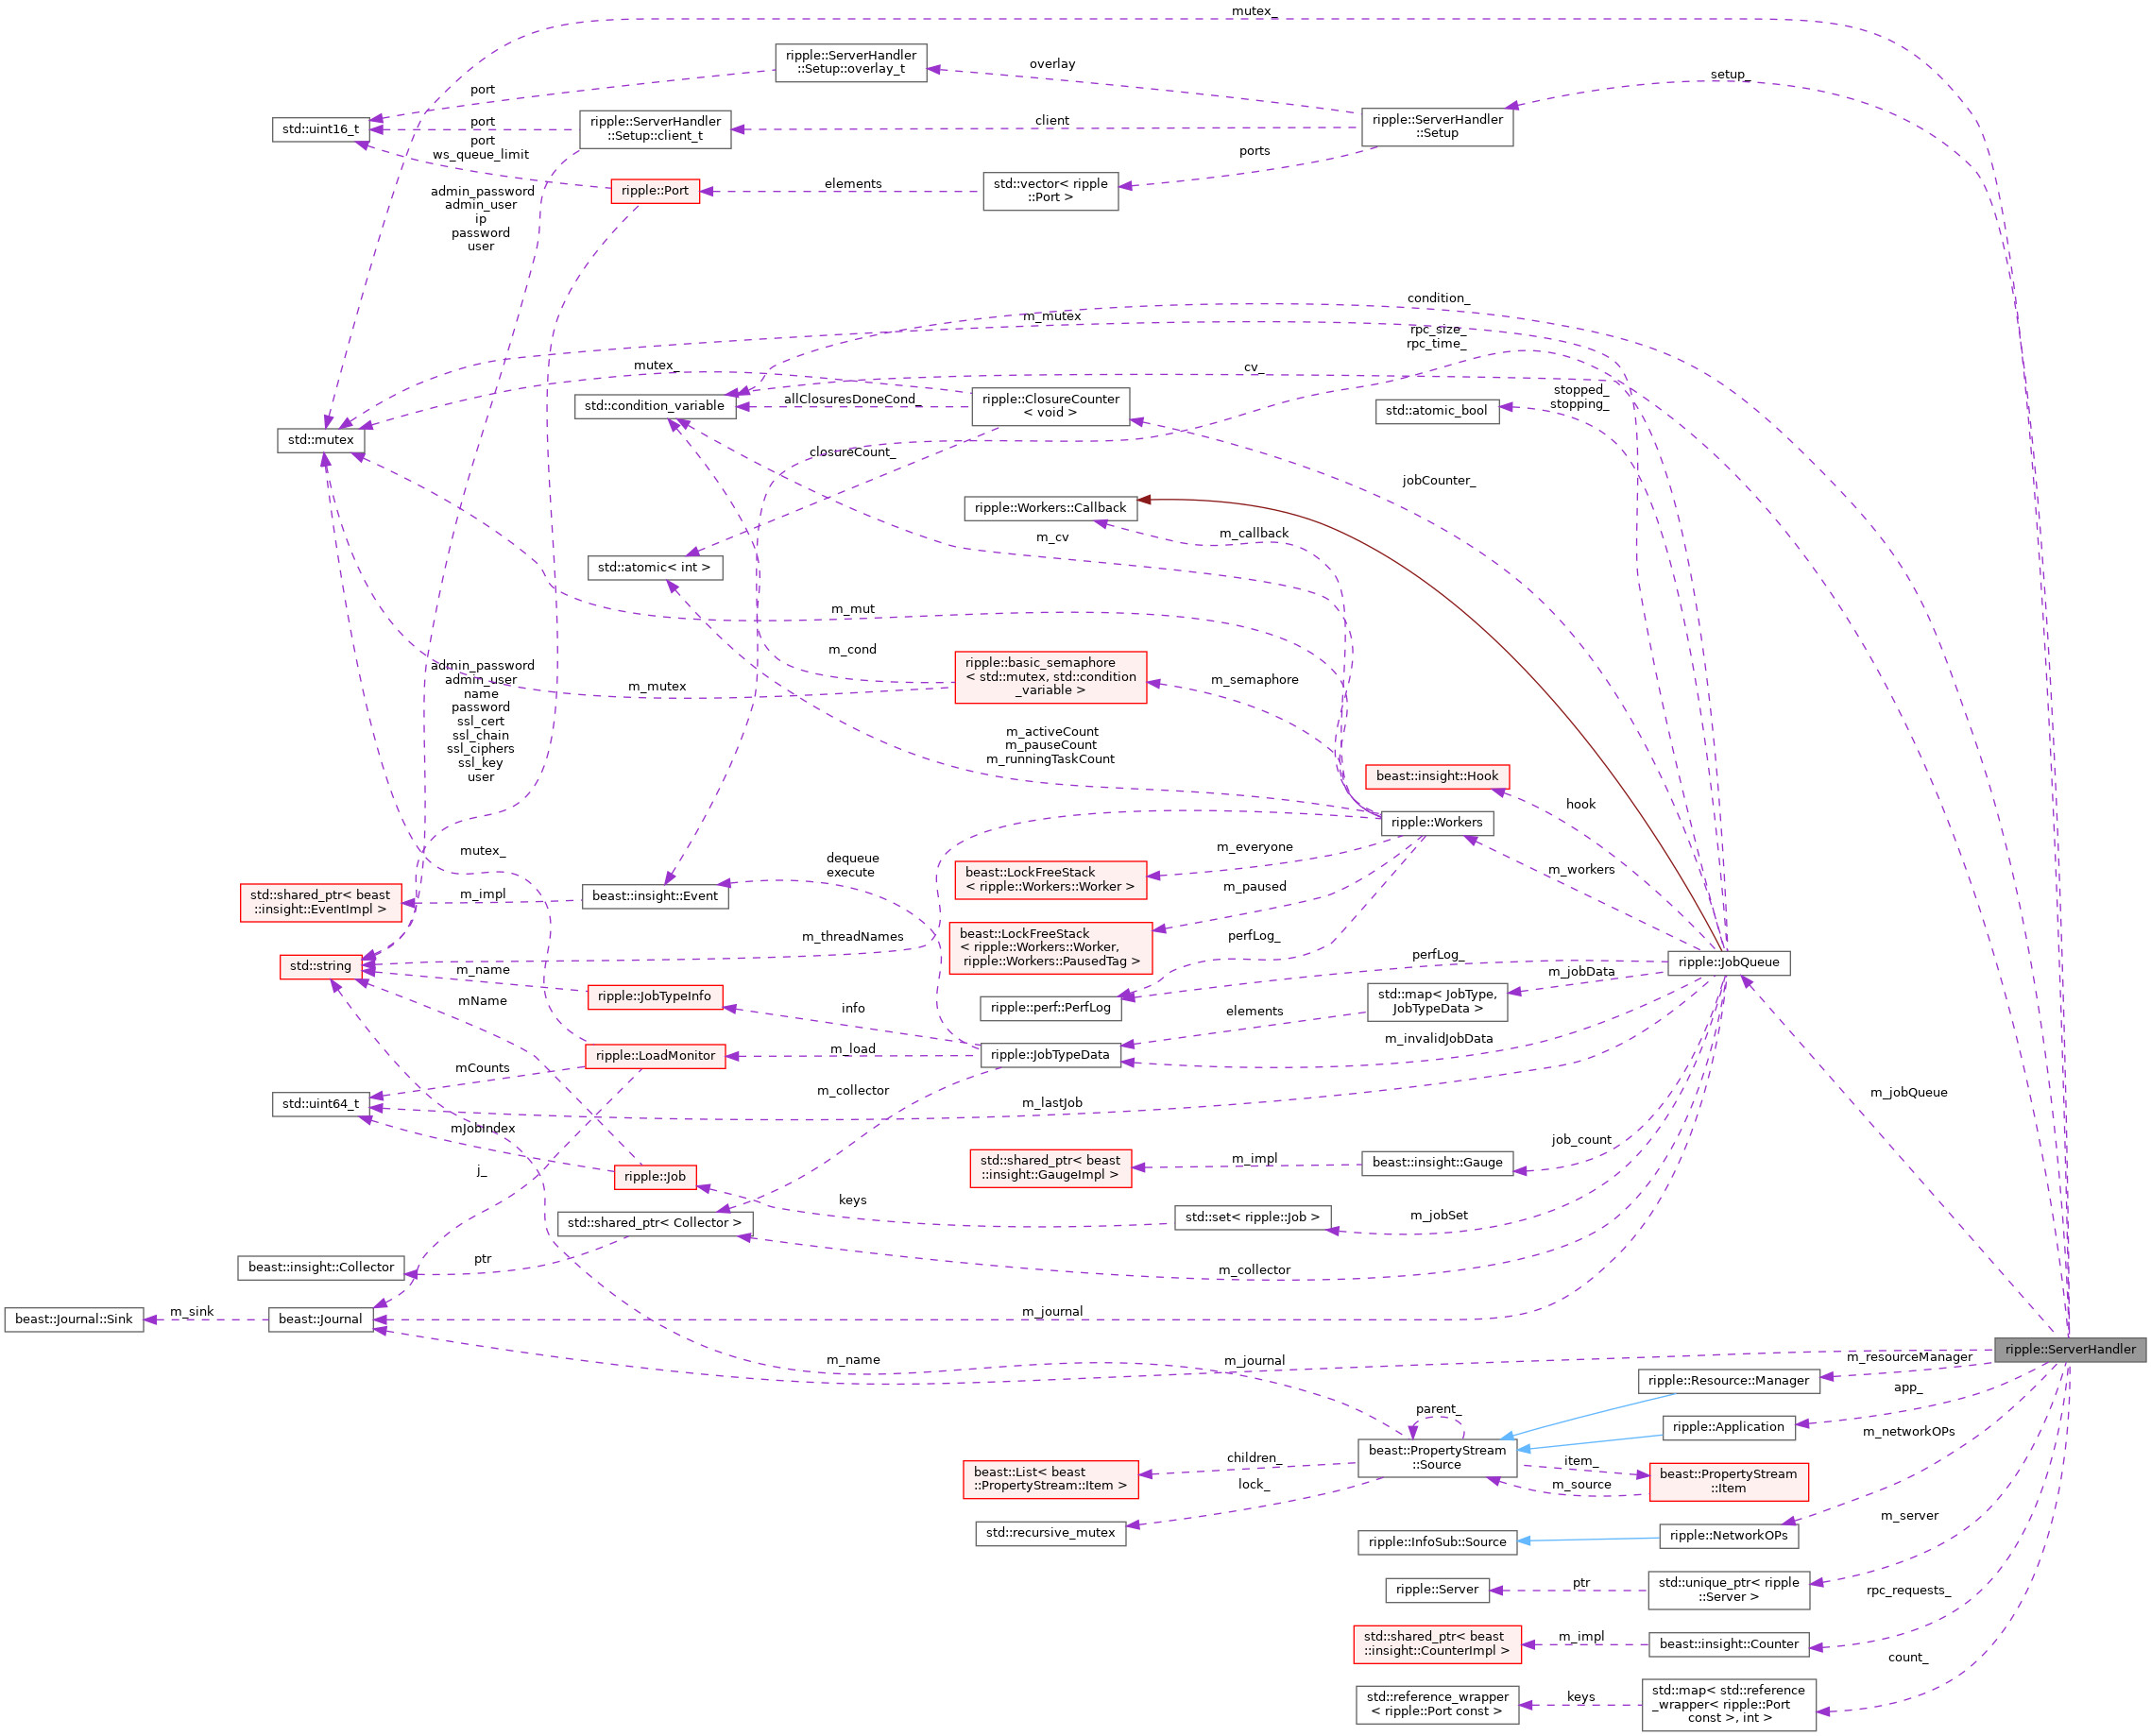 mutex_
ripple::ServerHandler
::Setup::overlay_t
overlay
setup_
port
ripple::ServerHandler
::Setup::client_t
std::uint16_t
port
client
ripple::ServerHandler
::Setup
port
ws_queue_limit
ports
ripple::Port
elements
std::vector< ripple
::Port >
admin_password
admin_user
ip
password
user
condition_
m_mutex
rpc_size_
rpc_time_
mutex_
cv_
std::condition_variable
allClosuresDoneCond_
ripple::ClosureCounter
< void >
std::atomic_bool
stopped_
stopping_
std::mutex
closureCount_
jobCounter_
ripple::Workers::Callback
m_cv
m_callback
std::atomic< int >
m_mut
m_cond
ripple::basic_semaphore
< std::mutex, std::condition
_variable >
m_semaphore
m_mutex
admin_password
admin_user
name
password
ssl_cert
ssl_chain
ssl_ciphers
ssl_key
user
m_activeCount
m_pauseCount
m_runningTaskCount
beast::insight::Hook
hook
ripple::Workers
mutex_
dequeue
execute
m_everyone
m_workers
beast::LockFreeStack
< ripple::Workers::Worker >
m_paused
std::shared_ptr< beast
::insight::EventImpl >
m_impl
beast::insight::Event
m_threadNames
beast::LockFreeStack
< ripple::Workers::Worker,
ripple::Workers::PausedTag >
perfLog_
perfLog_
ripple::JobQueue
std::string
m_name
m_jobData
ripple::JobTypeInfo
mName
info
ripple::perf::PerfLog
elements
std::map< JobType,
JobTypeData >
ripple::LoadMonitor
m_load
ripple::JobTypeData
m_invalidJobData
mCounts
m_collector
m_jobQueue
std::uint64_t
m_lastJob
mJobIndex
job_count
j_
ripple::Job
std::shared_ptr< beast
::insight::GaugeImpl >
m_impl
beast::insight::Gauge
keys
std::shared_ptr< Collector >
std::set< ripple::Job >
m_jobSet
beast::insight::Collector
ptr
m_collector
beast::Journal::Sink
m_sink
beast::Journal
m_journal
m_name
m_journal
ripple::ServerHandler
m_resourceManager
ripple::Resource::Manager
app_
parent_
ripple::Application
m_networkOPs
beast::PropertyStream
::Source
children_
item_
beast::List< beast
::PropertyStream::Item >
lock_
m_source
beast::PropertyStream
::Item
m_server
std::recursive_mutex
ripple::InfoSub::Source
ripple::NetworkOPs
ripple::Server
ptr
std::unique_ptr< ripple
::Server >
rpc_requests_
std::shared_ptr< beast
::insight::CounterImpl >
m_impl
beast::insight::Counter
count_
std::reference_wrapper
< ripple::Port const >
keys
std::map< std::reference
_wrapper< ripple::Port
const >, int >